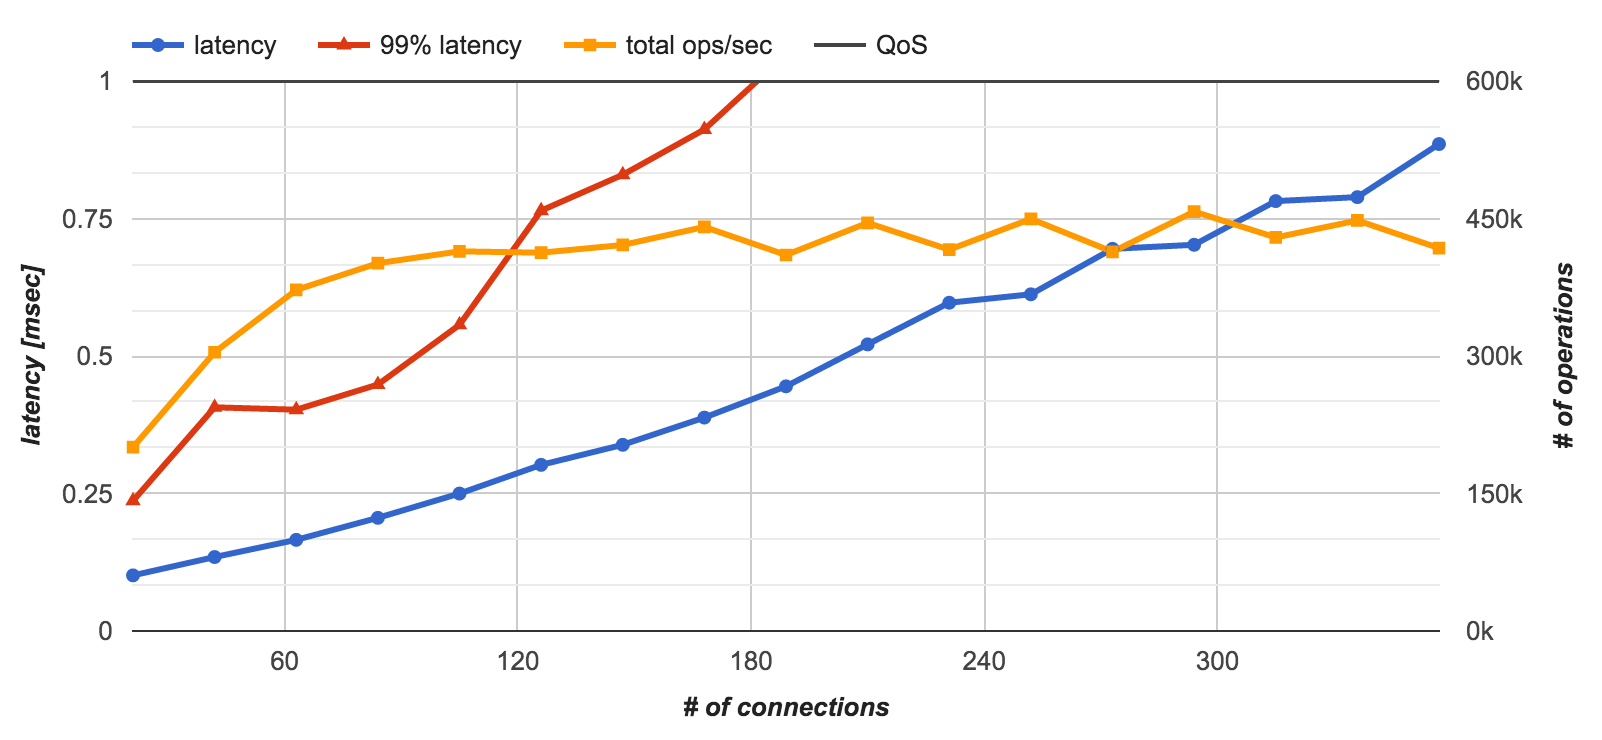 latency 99% latency total ops/sec QoS
1 600k
0.75 450k
0.5 300k
0.25 150k
0 0k
60 120 180 240 300
# of connections
latency [msec]
# of operations